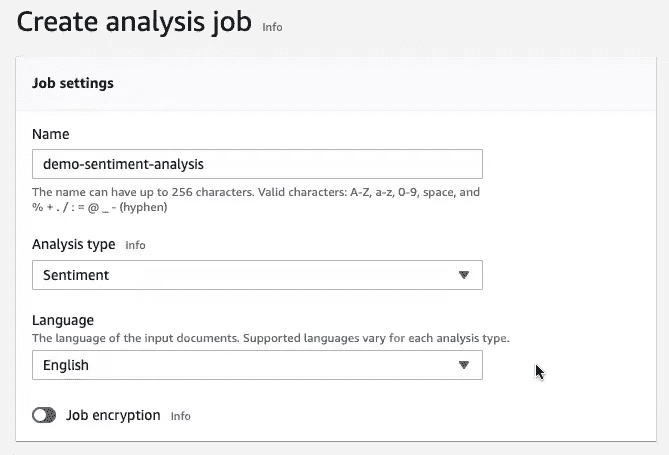 Create analysis job Info
Job settings
Name
demo-sentiment-analysis
The name can have up to 256 characters. Valid characters: A-Z, a-z, 0-9, space, and
% + . / : = @ _ - (hyphen)
Analysis type Info
Sentiment
Language
The language of the input documents. Supported languages vary for each analysis type.
English
Job encryption Info